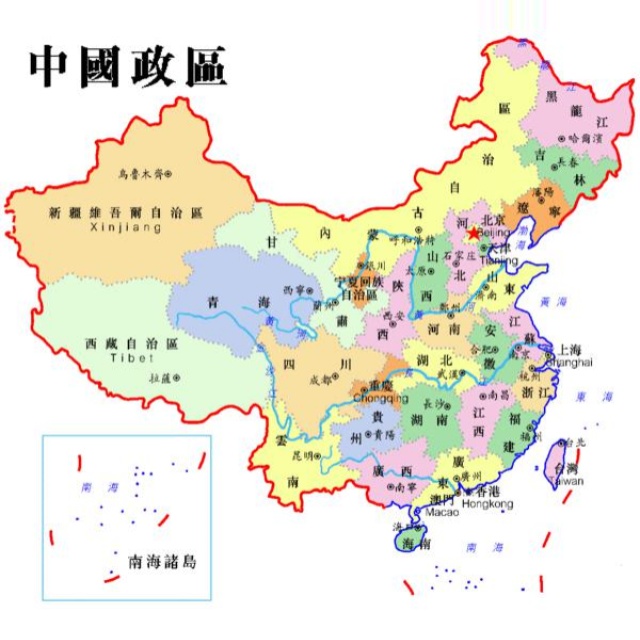 中國政區
黑龍江
黑龍江
哈爾濱
吉林
長春
遼寧
瀋陽
內蒙古自治區
呼和浩特
烏魯木齊
新疆維吾爾自治區
Xinjiang
甘肅
蘭州
寧夏回族
自治區
銀川
青海
西寧
黃河
西藏自治區
Tibet
拉薩
河北
石家庄
北京
Beijing
天津
Tianjing
渤海
山西
太原
山東
濟南
黃海
陝西
西安
河南
鄭州
江蘇
南京
安徽
合肥
上海
Shanghai
四川
成都
金沙江
重慶
Chongqing
湖北
武漢
浙江
杭州
東海
貴州
貴陽
湖南
長沙
江西
南昌
福建
福州
台北
台灣
Taiwan
雲南
昆明
廣西
南寧
廣東
廣州
澳門
Macao
香港
Hongkong
海口
海南
南海
南海
南海諸島